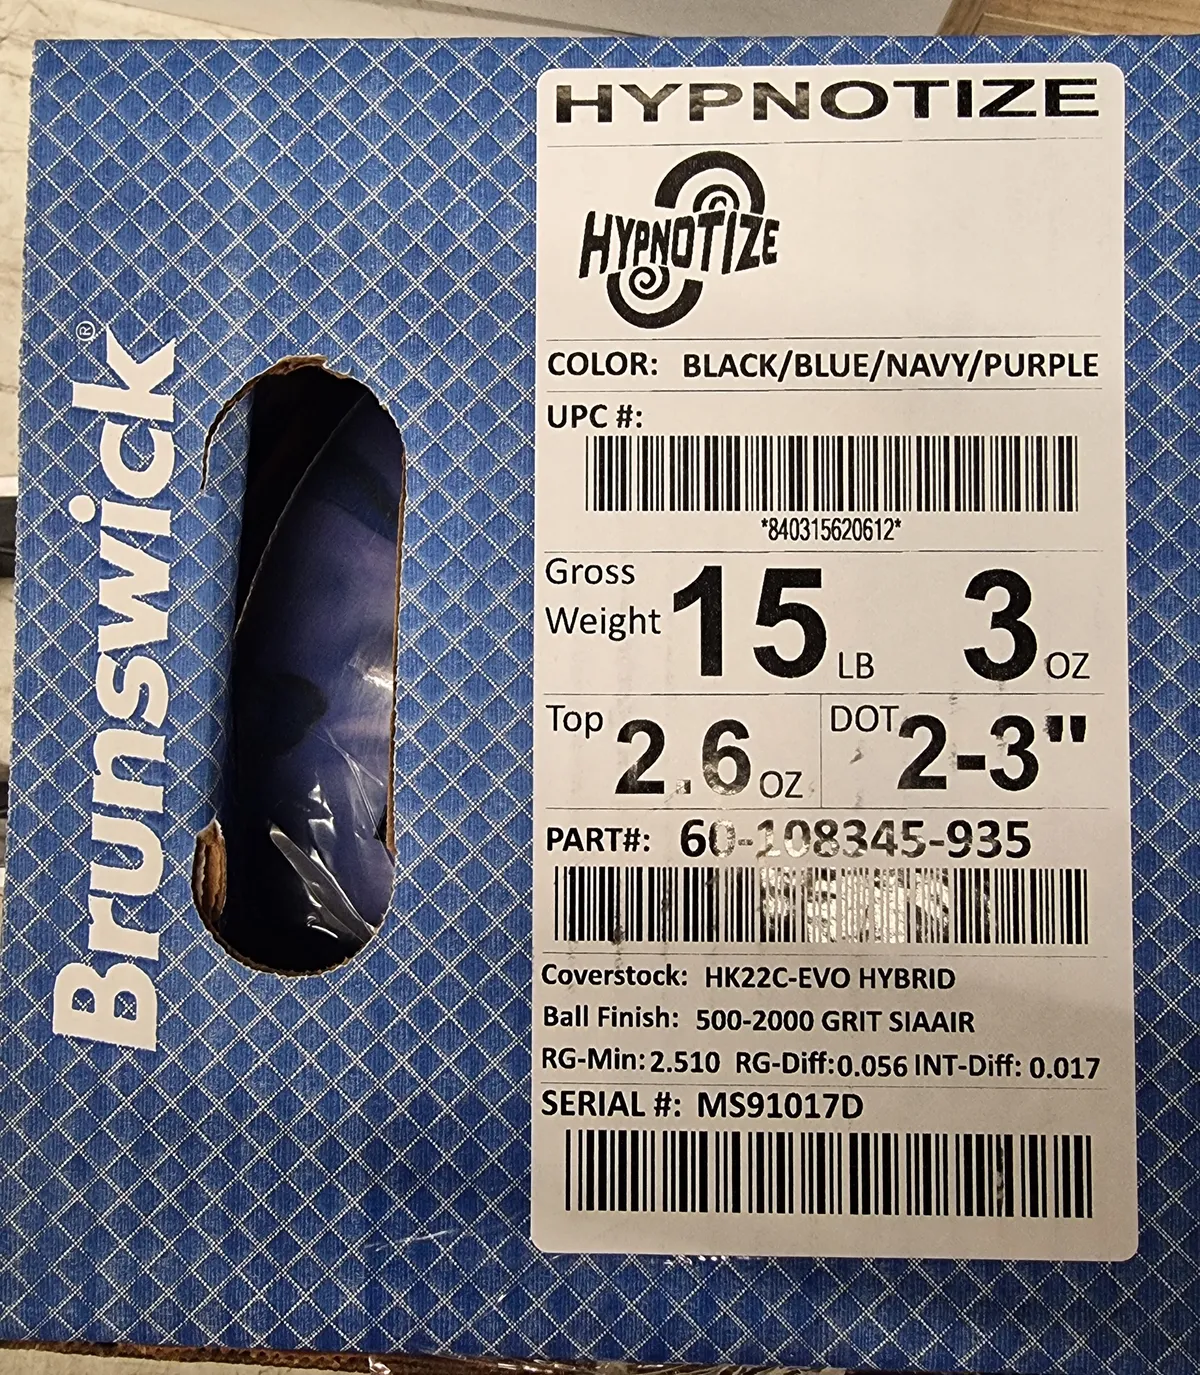 Brunswick®
HYPNOTIZE
HYPNOTIZE
COLOR: BLACK/BLUE/NAVY/PURPLE
UPC #:
*840315620612*
Gross Weight 15 LB 3 OZ
Top 2.6 OZ DOT 2-3"
PART#: 60-108345-935
Coverstock: HK22C-EVO HYBRID
Ball Finish: 500-2000 GRIT SIAAIR
RG-Min: 2.510 RG-Diff: 0.056 INT-Diff: 0.017
SERIAL #: MS91017D